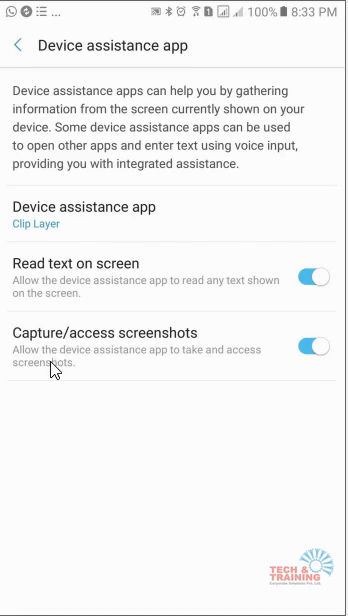 ... 100% 8:33 PM
Device assistance app
Device assistance apps can help you by gathering
information from the screen currently shown on your
device. Some device assistance apps can be used
to open other apps and enter text using voice input,
providing you with integrated assistance.
Device assistance app
Clip Layer
Read text on screen
Allow the device assistance app to read any text shown
on the screen.
Capture/access screenshots
Allow the device assistance app to take and access
screenshots.
TECH &
TRAINING
Corporate Solutions Pvt. Ltd.